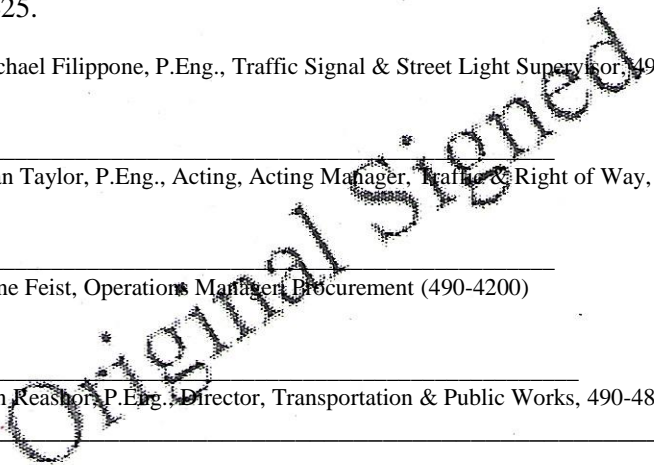 25.
chael Filippone, P.Eng., Traffic Signal & Street Light Supervisor, 49
n Taylor, P.Eng., Acting, Acting Manager, Traffic & Right of Way,
ne Feist, Operations Manager, Procurement (490-4200)
n Reashor, P.Eng., Director, Transportation & Public Works, 490-48
Original Signed